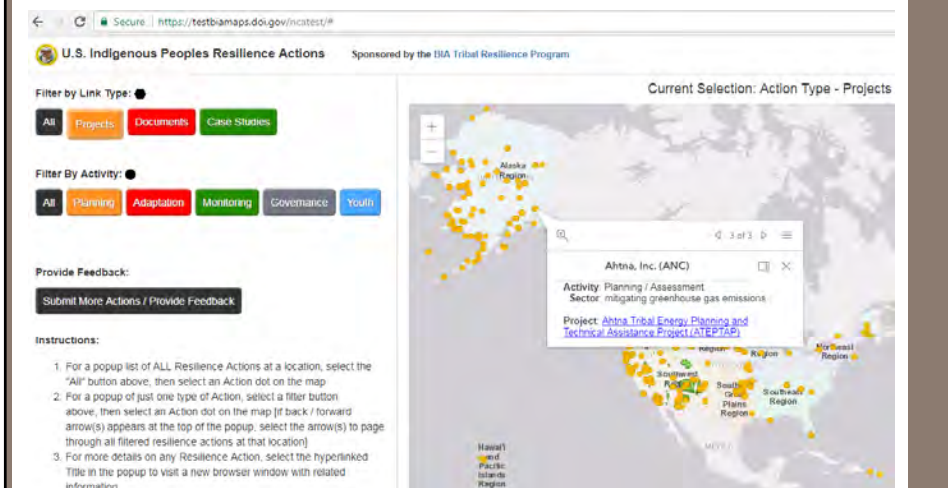 Secure https://testbiamaps.doi.gov/ncatest/#
U.S. Indigenous Peoples Resilience Actions
Sponsored by the BIA Tribal Resilience Program
Filter by Link Type:
All Projects Documents Case Studies
Filter By Activity:
All Planning Adaptation Monitoring Governance Youth
Provide Feedback:
Submit More Actions / Provide Feedback
Instructions:
1. For a popup list of ALL Resilience Actions at a location, select the
"All" button above, then select an Action dot on the map
2. For a popup of just one type of Action, select a filter button
above, then select an Action dot on the map [if back / forward
arrow(s) appears at the top of the popup, select the arrow(s) to page
through all filtered resilience actions at that location]
3. For more details on any Resilience Action, select the hyperlinked
Title in the popup to visit a new browser window with related
information
Current Selection: Action Type - Projects
+
−
Alaska
Region
3 of 3
Ahtna, Inc. (ANC)
Activity: Planning / Assessment
Sector: mitigating greenhouse gas emissions
Project: Ahtna Tribal Energy Planning and
Technical Assistance Project (ATEPTAP)
Region
Region
Northeast
Region
Southwest
South
Great
Plains
Region
Southeast
Region
MEXICO
Hawai'i
and
Pacific
Islands
Region